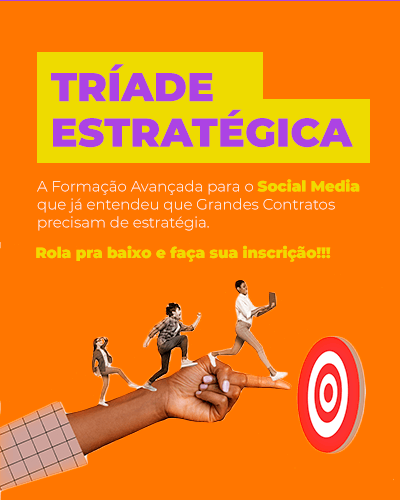 TRÍADE
ESTRATÉGICA
A Formação Avançada para o Social Media
que já entendeu que Grandes Contratos
precisam de estratégia.
Rola pra baixo e faça sua inscrição!!!